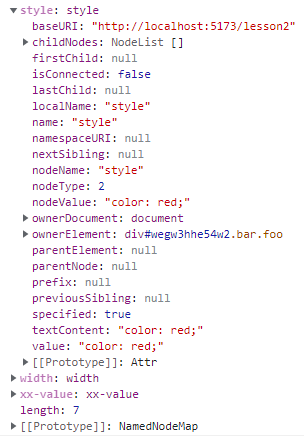 style: style
baseURI: "http://localhost:5173/lesson2"
childNodes: NodeList []
firstChild: null
isConnected: false
lastChild: null
localName: "style"
name: "style"
namespaceURI: null
nextSibling: null
nodeName: "style"
nodeType: 2
nodeValue: "color: red;"
ownerDocument: document
ownerElement: div#wegw3hhe54w2.bar.foo
parentElement: null
parentNode: null
prefix: null
previousSibling: null
specified: true
textContent: "color: red;"
value: "color: red;"
[[Prototype]]: Attr
width: width
xx-value: xx-value
length: 7
[[Prototype]]: NamedNodeMap